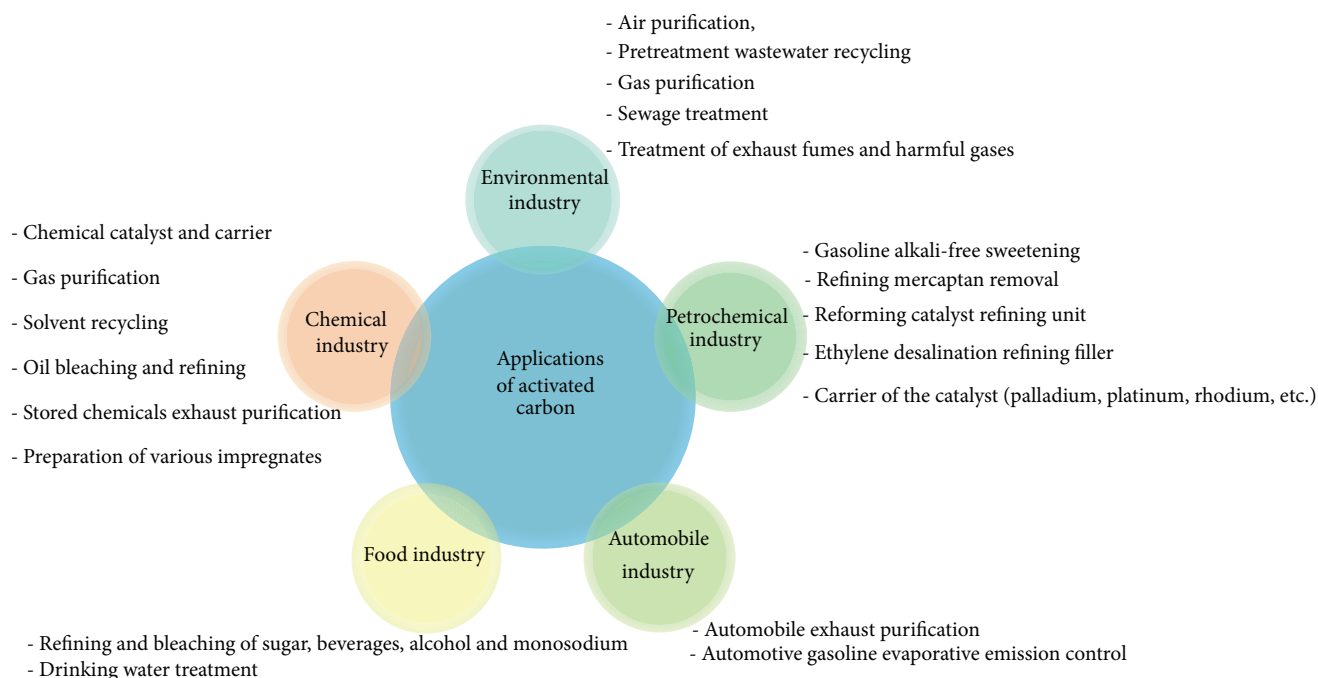 - Air purification,
- Pretreatment wastewater recycling
- Gas purification
- Sewage treatment
- Treatment of exhaust fumes and harmful gases
Environmental
industry
- Chemical catalyst and carrier
- Gas purification
- Solvent recycling
- Oil bleaching and refining
- Stored chemicals exhaust purification
- Preparation of various impregnates
Chemical
industry
Applications
of activated
carbon
Petrochemical
industry
- Gasoline alkali-free sweetening
- Refining mercaptan removal
- Reforming catalyst refining unit
- Ethylene desalination refining filler
- Carrier of the catalyst (palladium, platinum, rhodium, etc.)
Food industry
- Refining and bleaching of sugar, beverages, alcohol and monosodium
- Drinking water treatment
Automobile
industry
- Automobile exhaust purification
- Automotive gasoline evaporative emission control